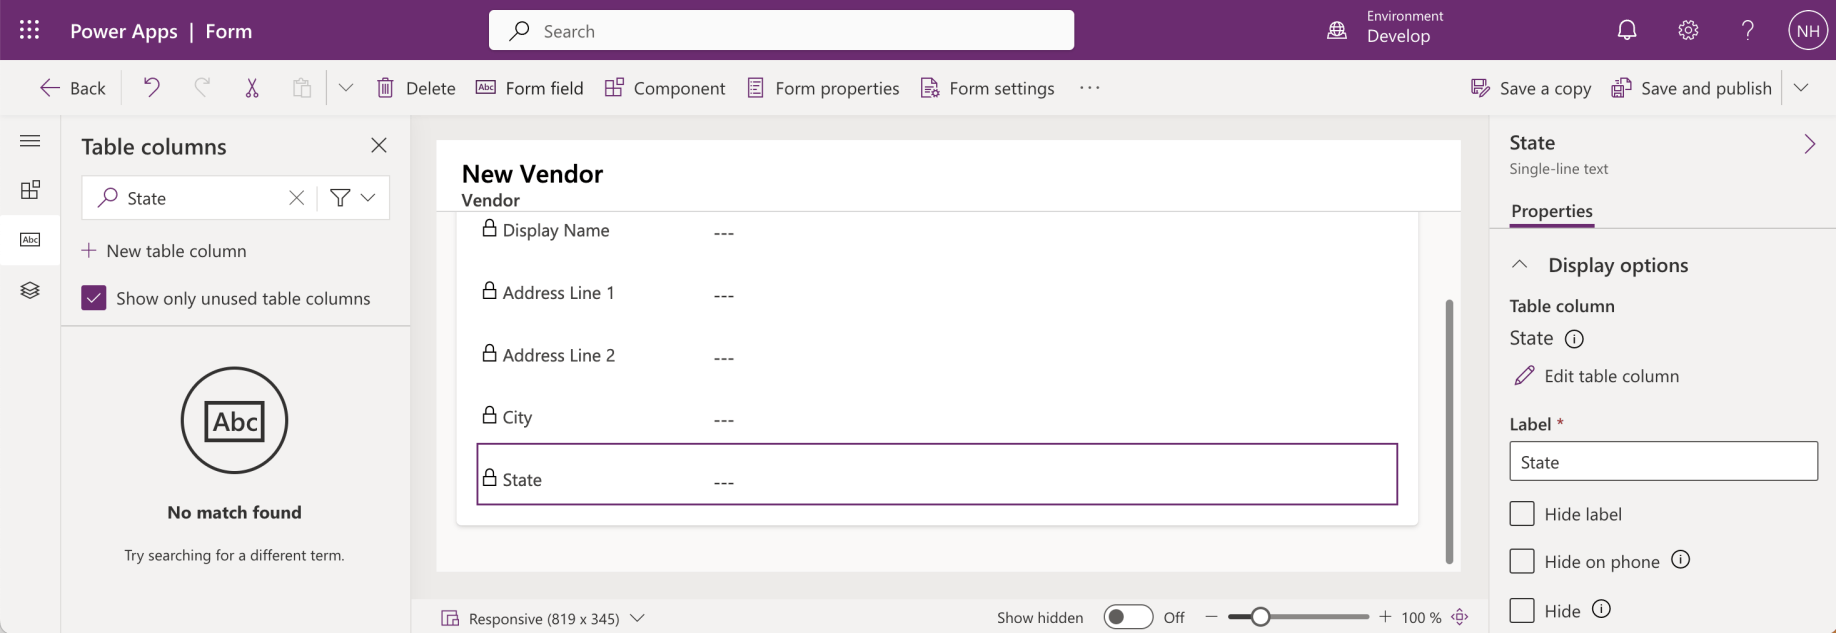 Power Apps | Form
Search
Environment
Develop
NH
Back
Delete
Abc
Form field
Component
Form properties
Form settings
Save a copy
Save and publish
Table columns
State
Abc
New table column
Show only unused table columns
Abc
No match found
Try searching for a different term.
New Vendor
Vendor
Display Name ---
Address Line 1 ---
Address Line 2 ---
City ---
State ---
Responsive (819 x 345)
Show hidden
Off
100 %
State
Single-line text
Properties
Display options
Table column
State
Edit table column
Label *
State
Hide label
Hide on phone
Hide